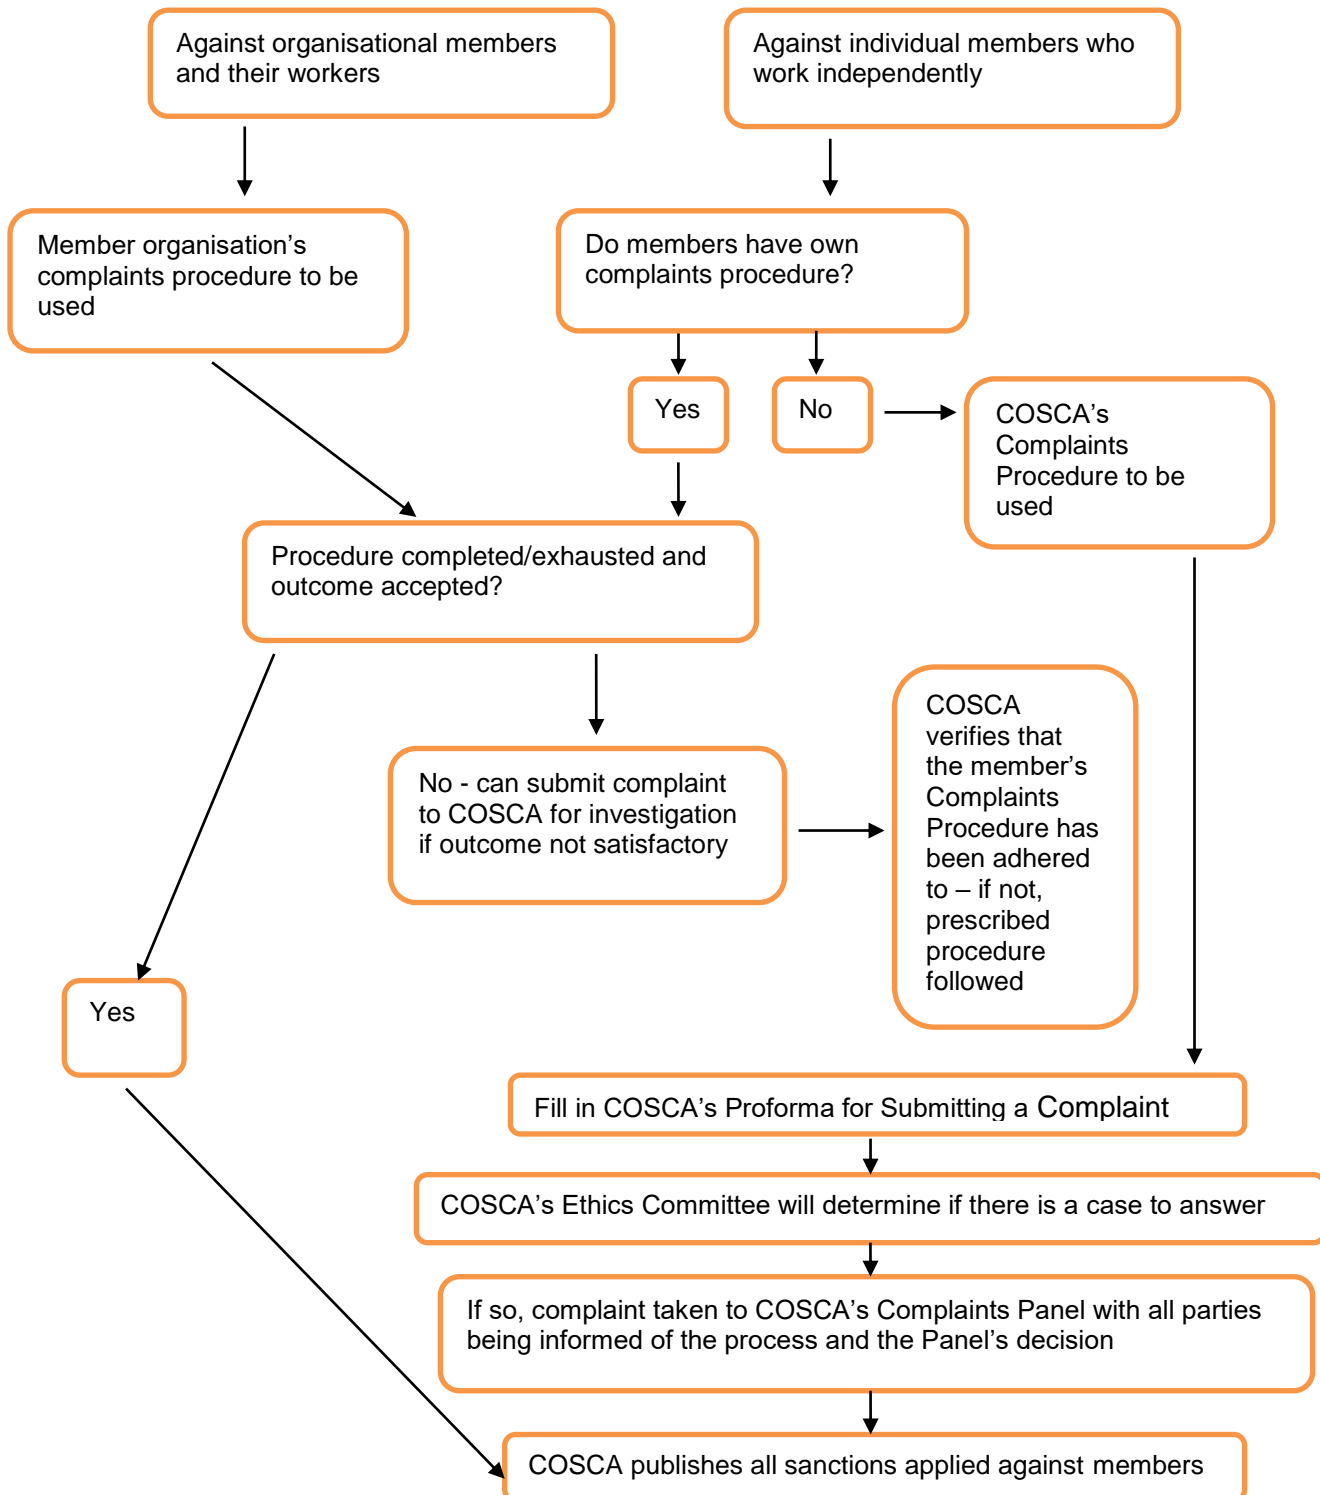 Against organisational members
and their workers
Against individual members who
work independently
Member organisation’s
complaints procedure to be
used
Do members have own
complaints procedure?
Yes
No
COSCA’s
Complaints
Procedure to be
used
Procedure completed/exhausted and
outcome accepted?
No - can submit complaint
to COSCA for investigation
if outcome not satisfactory
COSCA
verifies that
the member’s
Complaints
Procedure has
been adhered
to – if not,
prescribed
procedure
followed
Yes
Fill in COSCA’s Proforma for Submitting a Complaint
COSCA’s Ethics Committee will determine if there is a case to answer
If so, complaint taken to COSCA’s Complaints Panel with all parties
being informed of the process and the Panel’s decision
COSCA publishes all sanctions applied against members